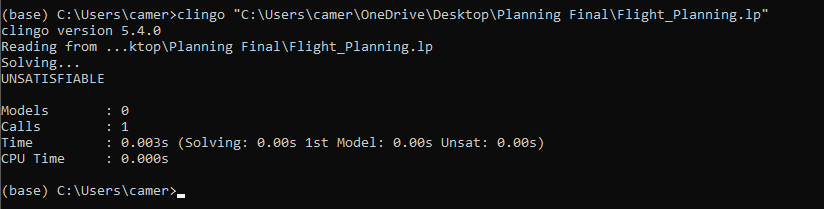 (base) C:\Users\camer>clingo "C:\Users\camer\OneDrive\Desktop\Planning Final\Flight_Planning.lp"
clingo version 5.4.0
Reading from ...ktop\Planning Final\Flight_Planning.lp
Solving...
UNSATISFIABLE

Models       : 0
Calls        : 1
Time         : 0.003s (Solving: 0.00s 1st Model: 0.00s Unsat: 0.00s)
CPU Time     : 0.000s

(base) C:\Users\camer>